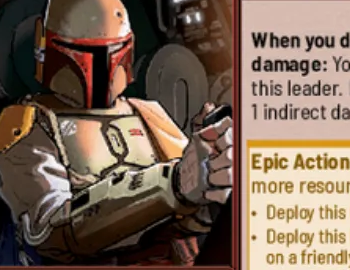 When you d
damage: Yo
this leader.
1 indirect da
Epic Action
more resour
• Deploy this
• Deploy this
on a friendly